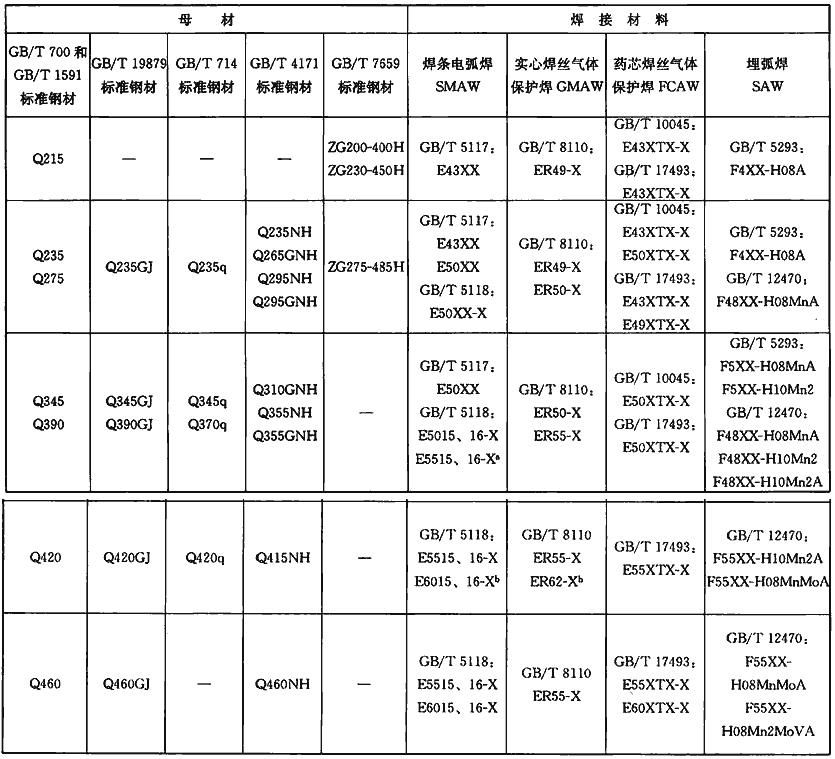 母 材
焊 接 材 料
GB/T 700 和
GB/T 1591
标准钢材
GB/T 19879
标准钢材
GB/T 714
标准钢材
GB/T 4171
标准钢材
GB/T 7659
标准钢材
焊条电弧焊
SMAW
实心焊丝气体
保护焊 GMAW
药芯焊丝气体
保护焊 FCAW
埋弧焊
SAW
Q215
—
—
—
ZG200-400H
ZG230-450H
GB/T 5117:
E43XX
GB/T 8110:
ER49-X
GB/T 10045:
E43XTX-X
GB/T 17493:
E43XTX-X
GB/T 5293:
F4XX-H08A
Q235
Q275
Q235GJ
Q235q
Q235NH
Q265GNH
Q295NH
Q295GNH
ZG275-485H
GB/T 5117:
E43XX
E50XX
GB/T 5118:
E50XX-X
GB/T 8110:
ER49-X
ER50-X
GB/T 10045:
E43XTX-X
E50XTX-X
GB/T 17493:
E43XTX-X
E49XTX-X
GB/T 5293:
F4XX-H08A
GB/T 12470:
F48XX-H08MnA
Q345
Q390
Q345GJ
Q390GJ
Q345q
Q370q
Q310GNH
Q355NH
Q355GNH
—
GB/T 5117:
E50XX
GB/T 5118:
E5015、16-X
E5515、16-Xᵃ
GB/T 8110:
ER50-X
ER55-X
GB/T 10045:
E50XTX-X
GB/T 17493:
E50XTX-X
GB/T 5293:
F5XX-H08MnA
F5XX-H10Mn2
GB/T 12470:
F48XX-H08MnA
F48XX-H10Mn2
F48XX-H10Mn2A
Q420
Q420GJ
Q420q
Q415NH
—
GB/T 5118:
E5515、16-X
E6015、16-Xᵇ
GB/T 8110
ER55-X
ER62-Xᵇ
GB/T 17493:
E55XTX-X
GB/T 12470:
F55XX-H10Mn2A
F55XX-H08MnMoA
Q460
Q460GJ
—
Q460NH
—
GB/T 5118:
E5515、16-X
E6015、16-X
GB/T 8110
ER55-X
GB/T 17493:
E55XTX-X
E60XTX-X
GB/T 12470:
F55XX-
H08MnMoA
F55XX-
H08Mn2MoVA